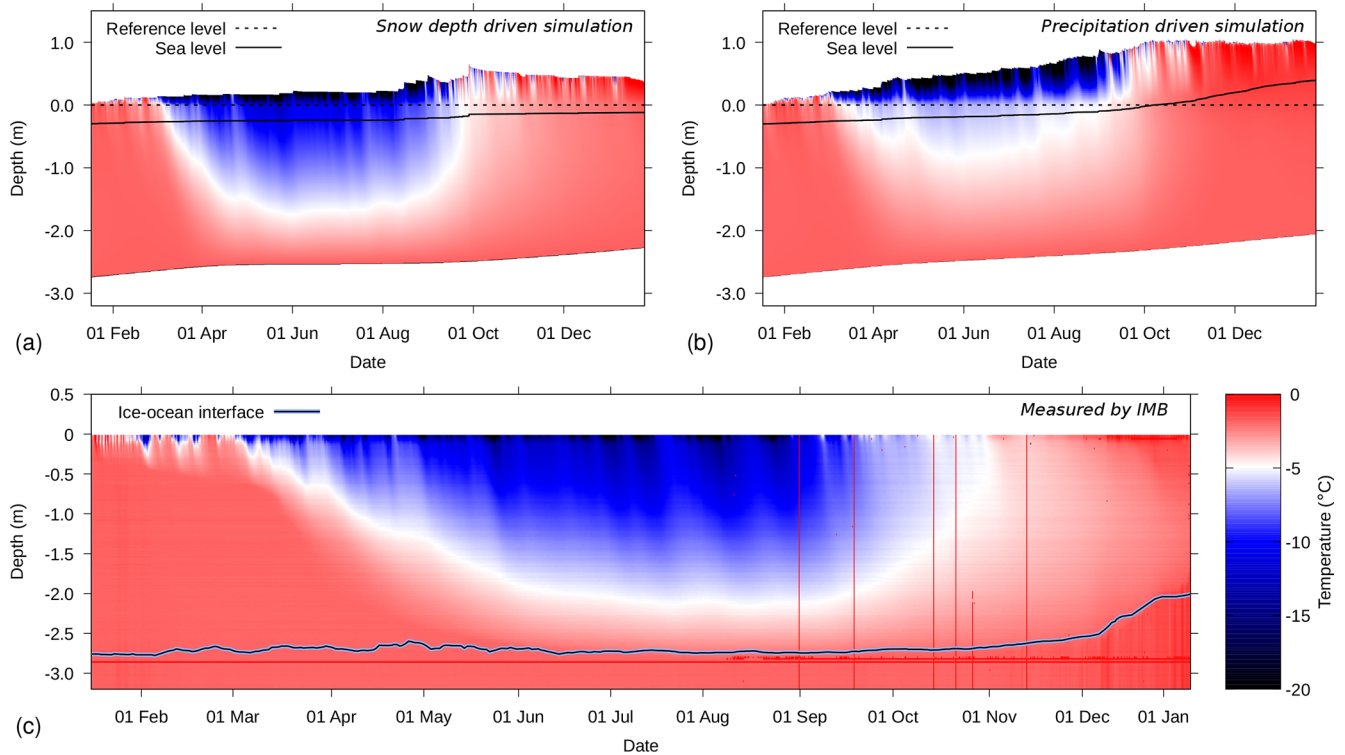 Reference level
Sea level
Snow depth driven simulation
1.0
0.0
-1.0
-2.0
-3.0
Depth (m)
01 Feb 01 Apr 01 Jun 01 Aug 01 Oct 01 Dec
Date
(a)
Reference level
Sea level
Precipitation driven simulation
1.0
0.0
-1.0
-2.0
-3.0
Depth (m)
01 Feb 01 Apr 01 Jun 01 Aug 01 Oct 01 Dec
Date
(b)
Ice-ocean interface
Measured by IMB
0.5
0
-0.5
-1.0
-1.5
-2.0
-2.5
-3.0
Depth (m)
01 Feb 01 Mar 01 Apr 01 May 01 Jun 01 Jul 01 Aug 01 Sep 01 Oct 01 Nov 01 Dec 01 Jan
Date
(c)
0
-5
-10
-15
-20
Temperature (°C)